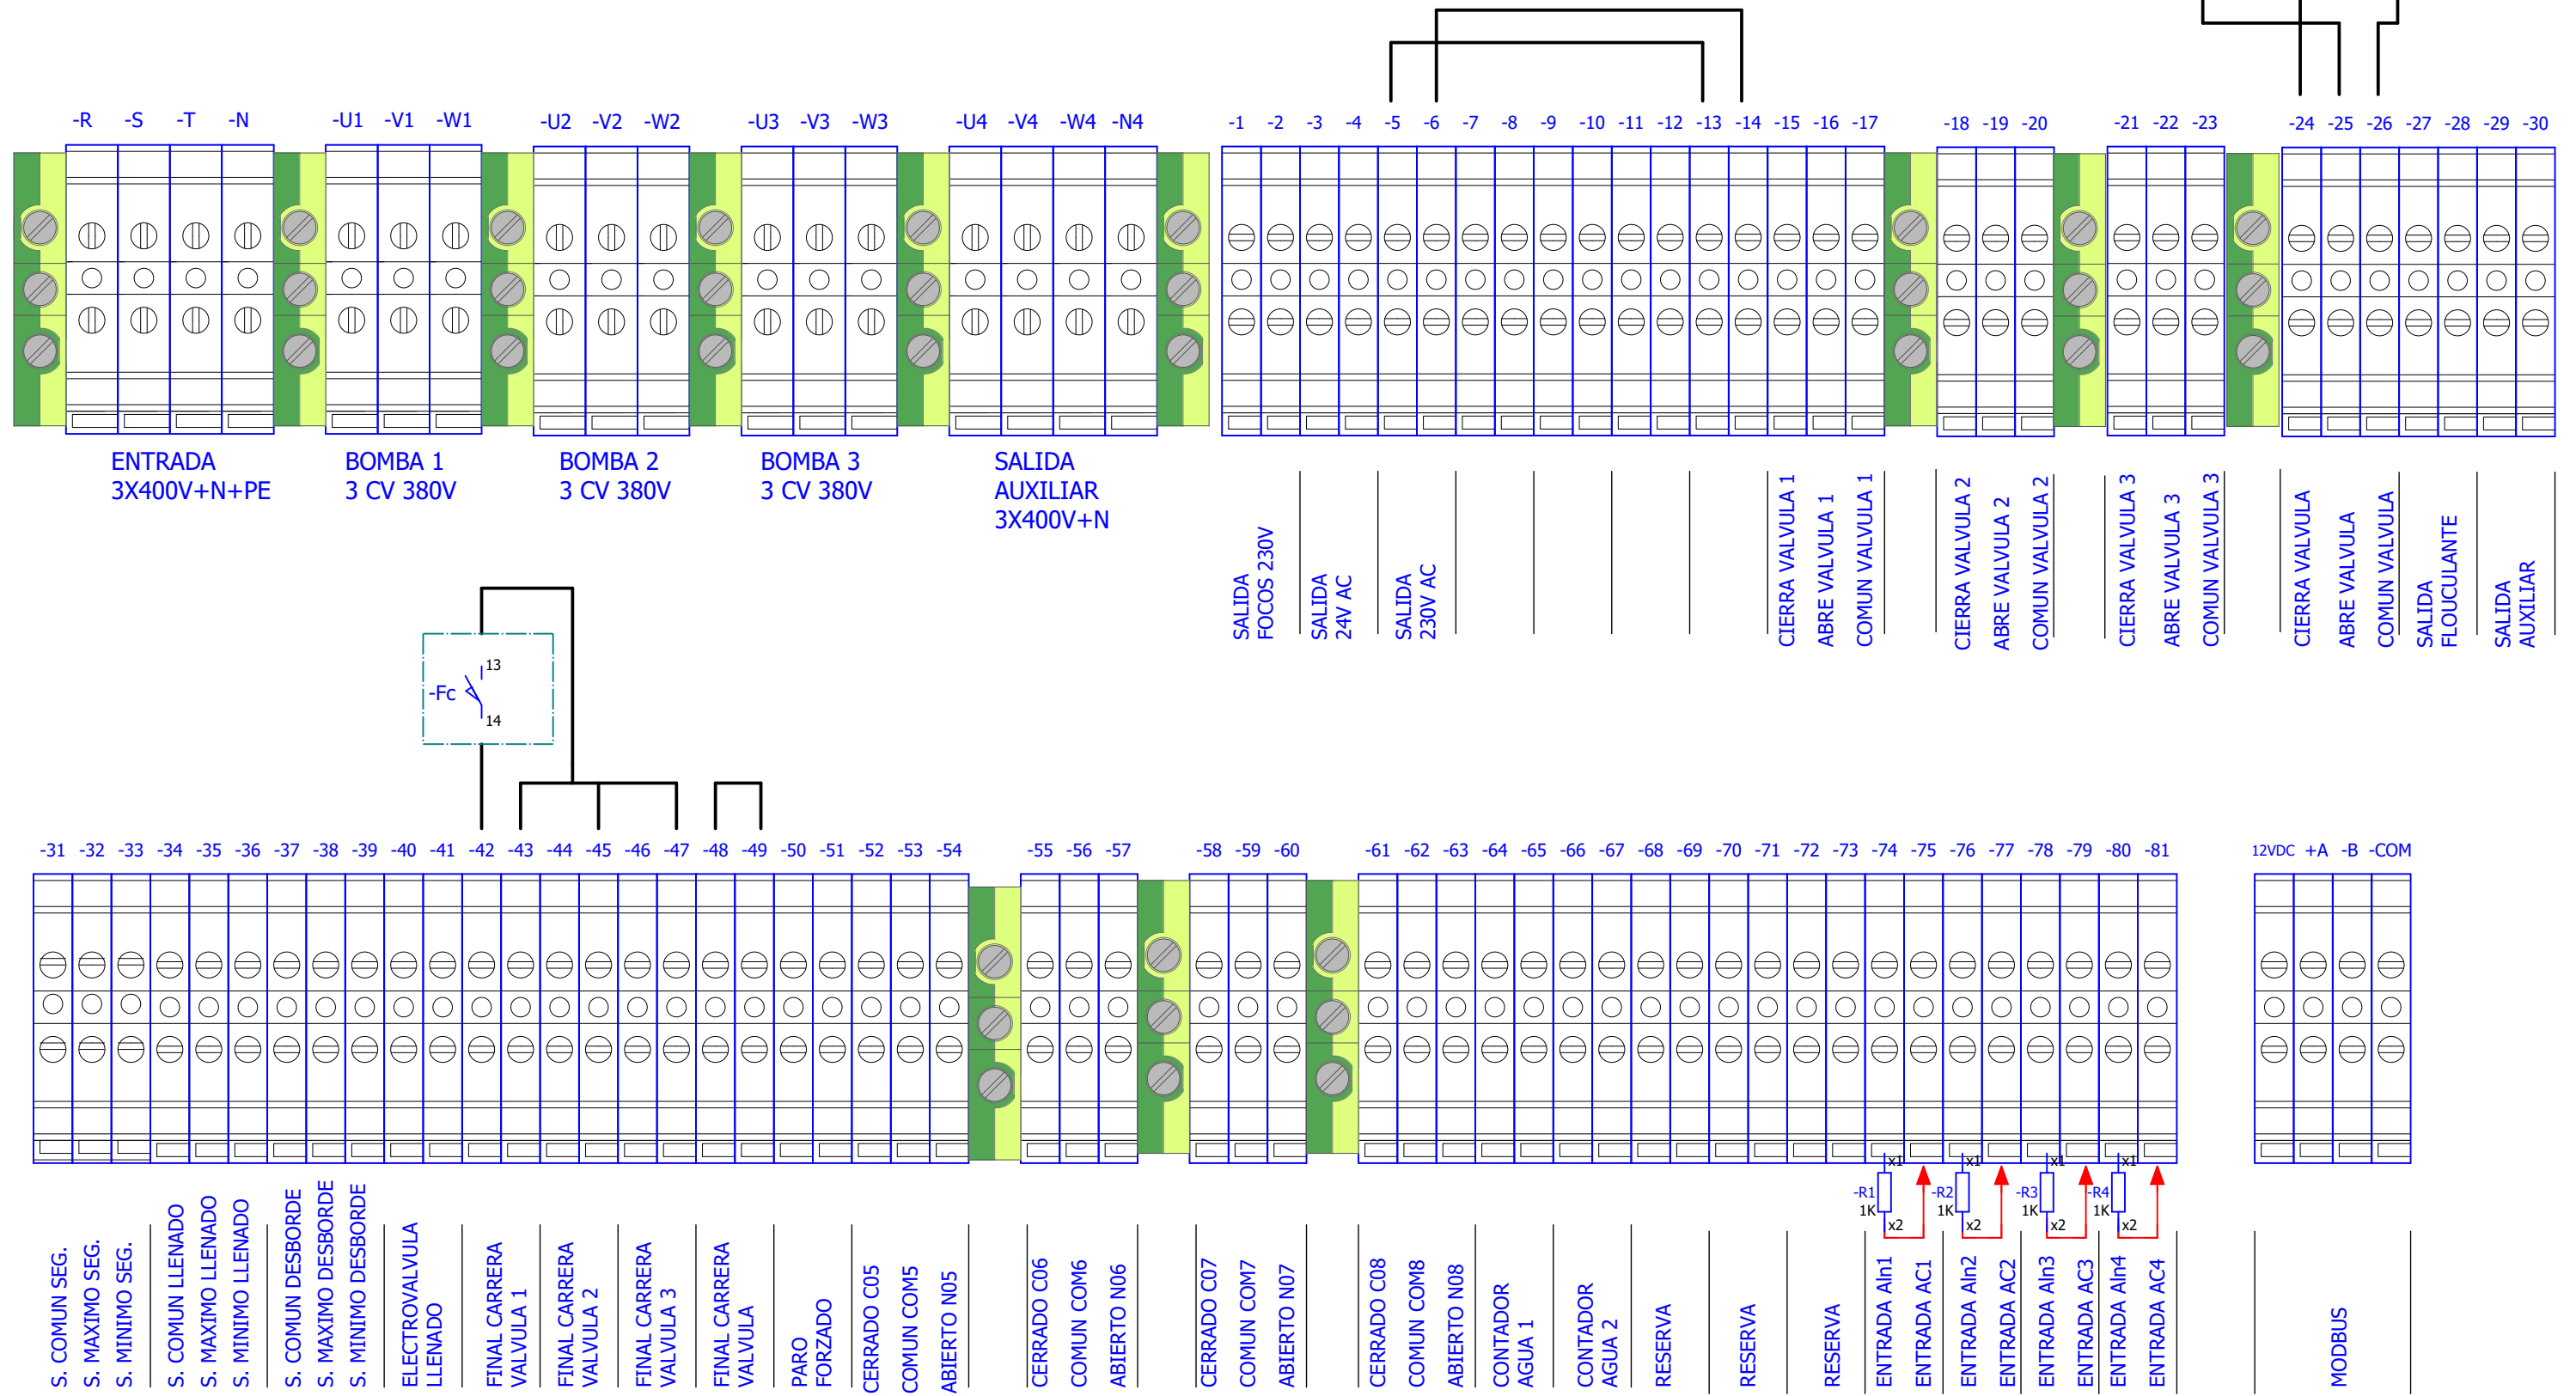 -R -S -T -N -U1 -V1 -W1 -U2 -V2 -W2 -U3 -V3 -W3 -U4 -V4 -W4 -N4 -1 -2 -3 -4 -5 -6 -7 -8 -9 -10 -11 -12 -13 -14 -15 -16 -17 -18 -19 -20 -21 -22 -23 -24 -25 -26 -27 -28 -29 -30
ENTRADA
3X400V+N+PE
BOMBA 1
3 CV 380V
BOMBA 2
3 CV 380V
BOMBA 3
3 CV 380V
SALIDA
AUXILIAR
3X400V+N
SALIDA
FOCOS 230V
SALIDA
24V AC
SALIDA
230V AC
CIERRA VALVULA 1
ABRE VALVULA 1
COMUN VALVULA 1
CIERRA VALVULA 2
ABRE VALVULA 2
COMUN VALVULA 2
CIERRA VALVULA 3
ABRE VALVULA 3
COMUN VALVULA 3
CIERRA VALVULA
ABRE VALVULA
COMUN VALVULA
SALIDA
FLOUCULANTE
SALIDA
AUXILIAR
13
-Fc
14
-31 -32 -33 -34 -35 -36 -37 -38 -39 -40 -41 -42 -43 -44 -45 -46 -47 -48 -49 -50 -51 -52 -53 -54 -55 -56 -57 -58 -59 -60 -61 -62 -63 -64 -65 -66 -67 -68 -69 -70 -71 -72 -73 -74 -75 -76 -77 -78 -79 -80 -81 12VDC +A -B -COM
x1 x1 x1 x1
-R1 -R2 -R3 -R4
1K 1K 1K 1K
x2 x2 x2 x2
S. COMUN SEG.
S. MAXIMO SEG.
S. MINIMO SEG.
S. COMUN LLENADO
S. MAXIMO LLENADO
S. MINIMO LLENADO
S. COMUN DESBORDE
S. MAXIMO DESBORDE
S. MINIMO DESBORDE
ELECTROVALVULA
LLENADO
FINAL CARRERA
VALVULA 1
FINAL CARRERA
VALVULA 2
FINAL CARRERA
VALVULA 3
FINAL CARRERA
VALVULA
PARO
FORZADO
CERRADO C05
COMUN COM5
ABIERTO N05
CERRADO C06
COMUN COM6
ABIERTO N06
CERRADO C07
COMUN COM7
ABIERTO N07
CERRADO C08
COMUN COM8
ABIERTO N08
CONTADOR
AGUA 1
CONTADOR
AGUA 2
RESERVA
RESERVA
RESERVA
ENTRADA AIn1
ENTRADA AC1
ENTRADA AIn2
ENTRADA AC2
ENTRADA AIn3
ENTRADA AC3
ENTRADA AIn4
ENTRADA AC4
MODBUS